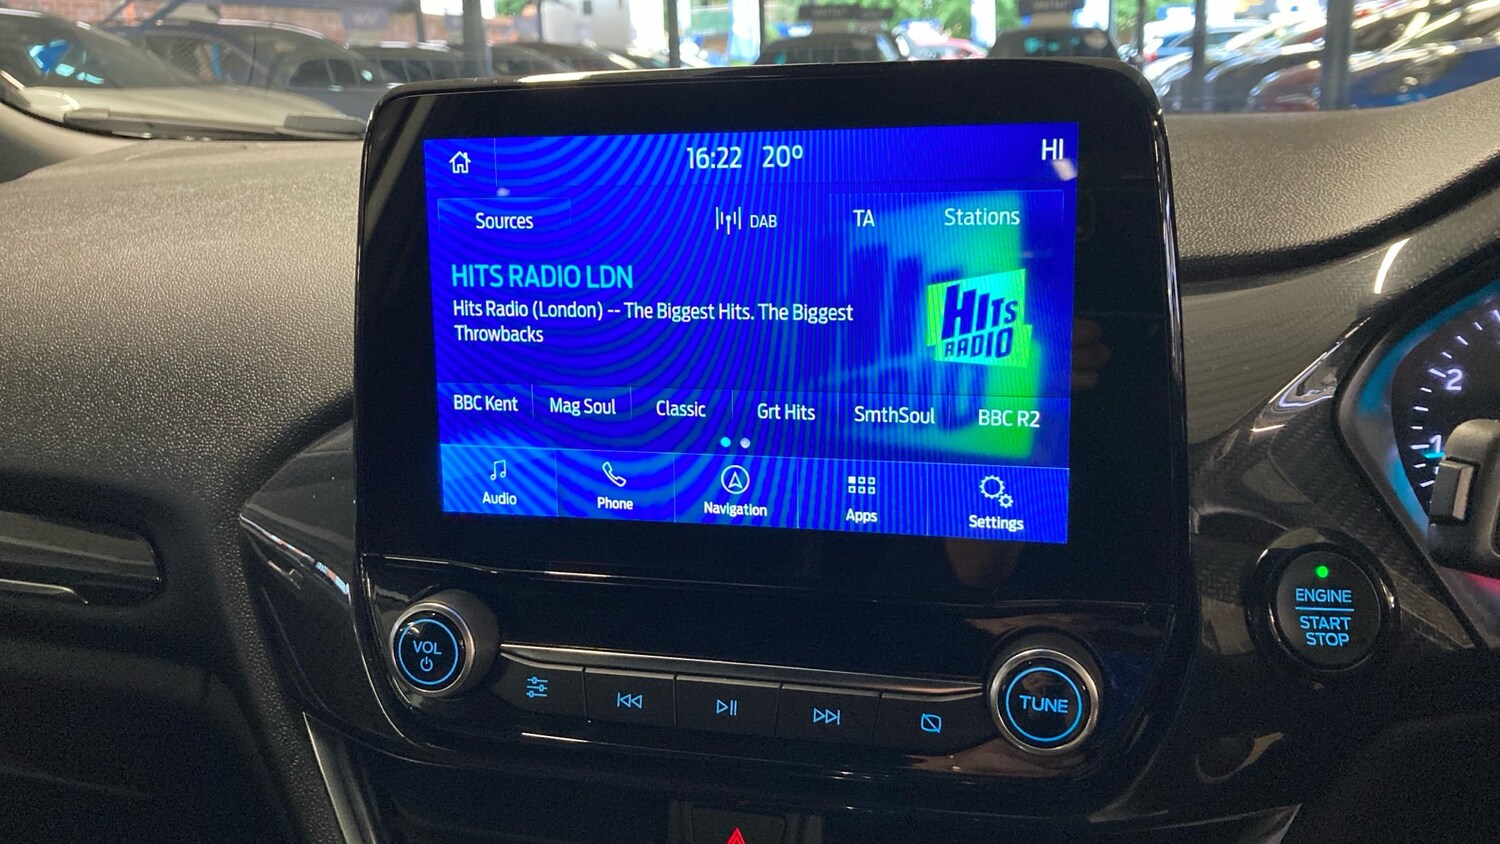 16:22 20° HI
Sources DAB TA Stations
HITS RADIO LDN
Hits Radio (London) -- The Biggest Hits. The Biggest
Throwbacks
HITS
RADIO
BBC Kent Mag Soul Classic Grt Hits SmthSoul BBC R2
Audio Phone Navigation Apps Settings
VOL
TUNE
ENGINE
START
STOP
2
1